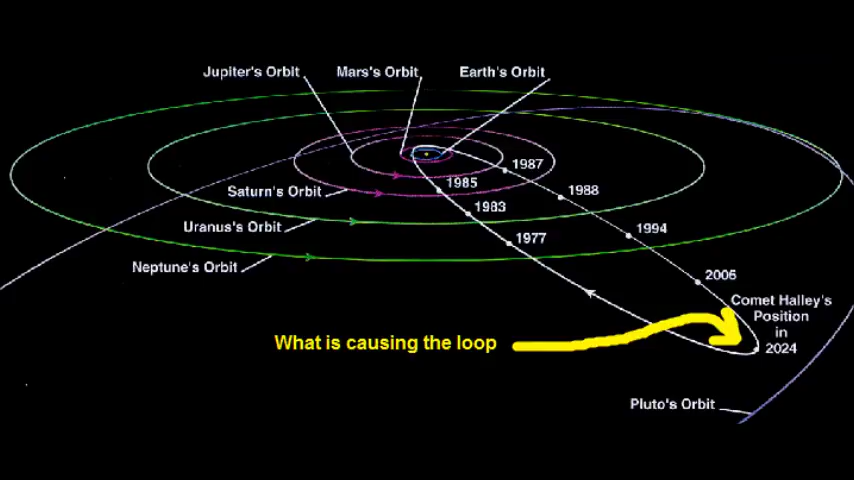 Jupiter's Orbit
Mars's Orbit
Earth's Orbit
1987
1985
Saturn's Orbit
1988
1983
Uranus's Orbit
1994
1977
Neptune's Orbit
2005
Comet Halley's
Position
in
2024
What is causing the loop
Pluto's Orbit